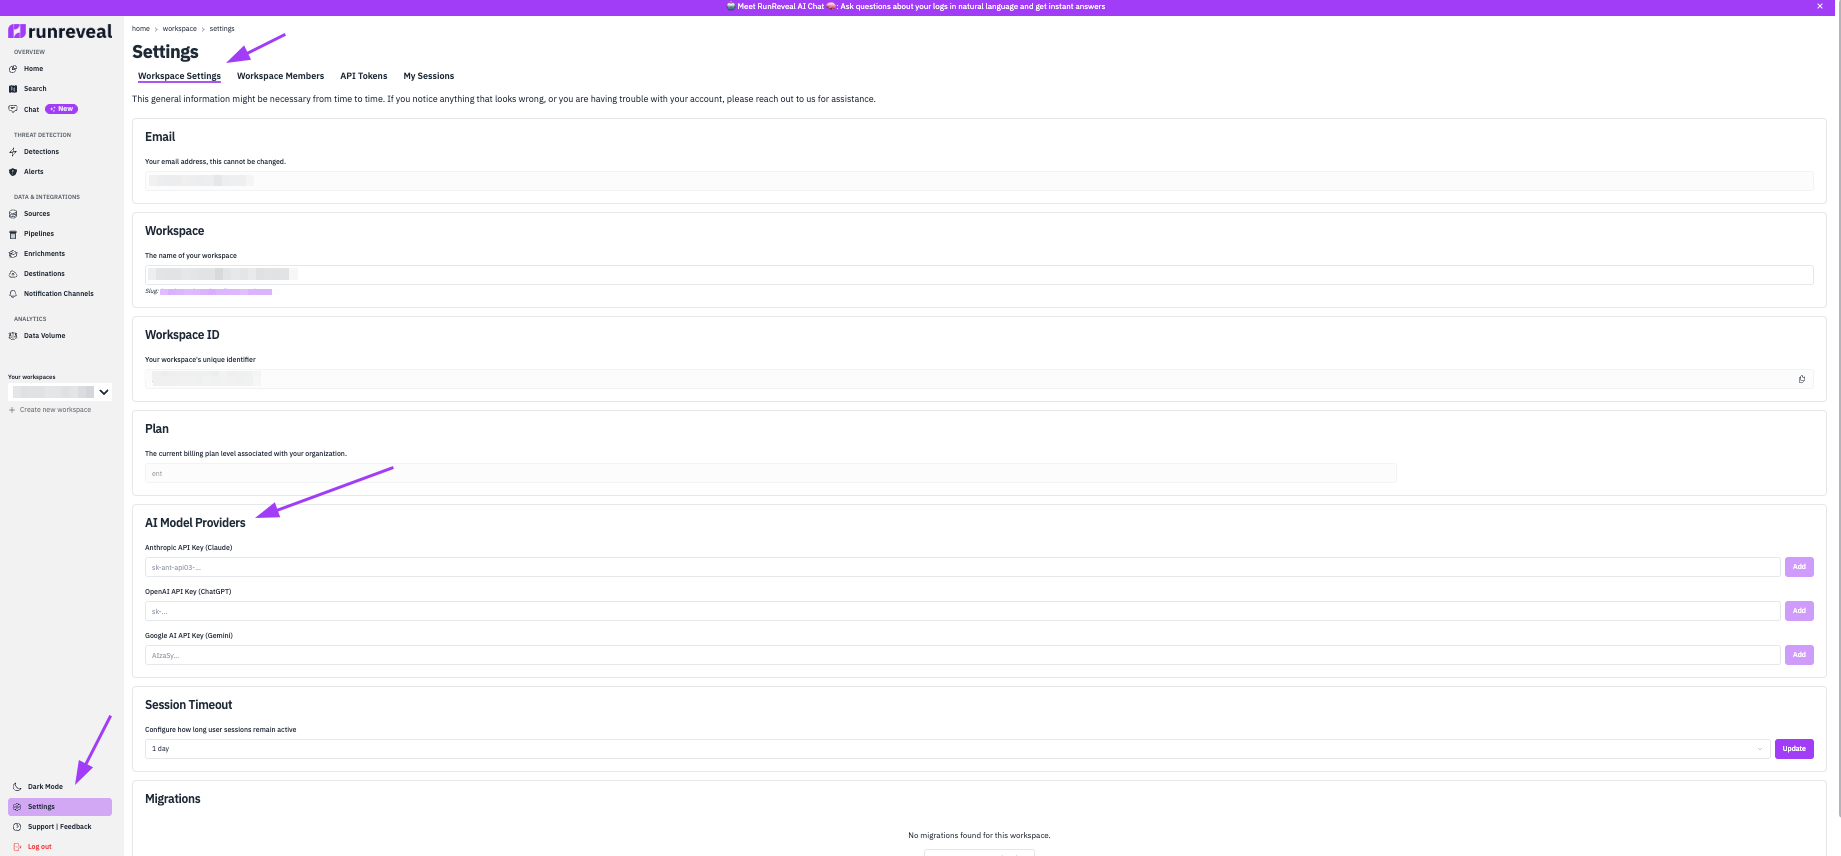 🤖 Meet RunReveal AI Chat 🧠: Ask questions about your logs in natural language and get instant answers
runreveal
OVERVIEW
Home
Search
Chat New
THREAT DETECTION
Detections
Alerts
DATA & INTEGRATIONS
Sources
Pipelines
Enrichments
Destinations
Notification Channels
ANALYTICS
Data Volume
Your workspaces
+ Create new workspace
Dark Mode
Settings
Support | Feedback
Log out
home > workspace > settings
Settings
Workspace Settings Workspace Members API Tokens My Sessions
This general information might be necessary from time to time. If you notice anything that looks wrong, or you are having trouble with your account, please reach out to us for assistance.
Email
Your email address, this cannot be changed.
Workspace
The name of your workspace
Slug:
Workspace ID
Your workspace's unique identifier
Plan
The current billing plan level associated with your organization.
ent
AI Model Providers
Anthropic API Key (Claude)
sk-ant-api03-... Add
OpenAI API Key (ChatGPT)
sk-... Add
Google AI API Key (Gemini)
AIzaSy... Add
Session Timeout
Configure how long user sessions remain active
1 day Update
Migrations
No migrations found for this workspace.